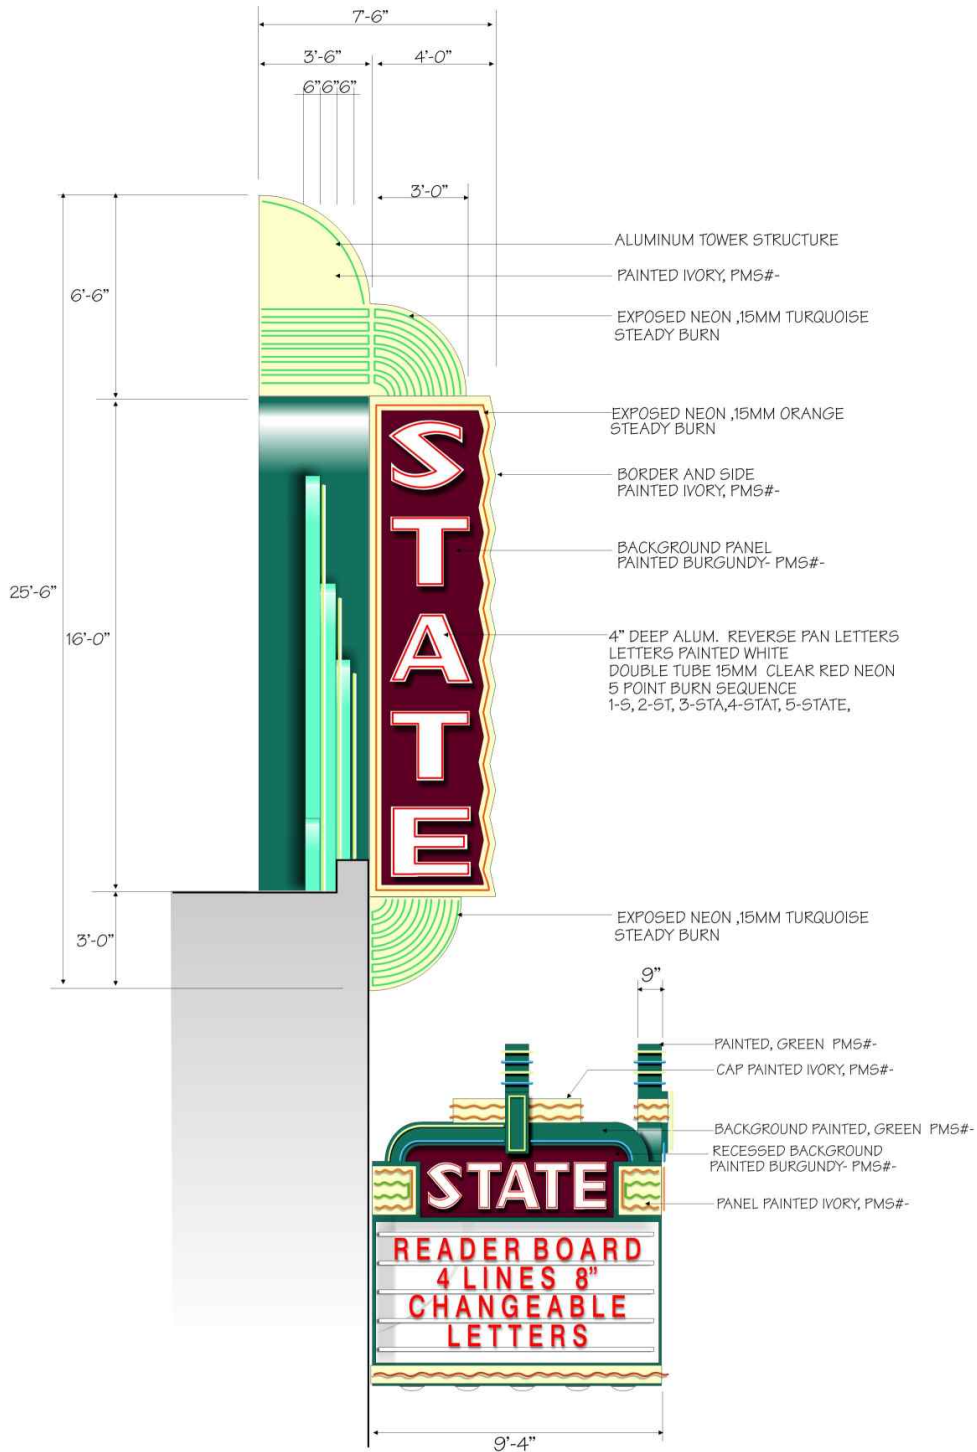 7'-6"
3'-6"
4'-0"
6"6"6"
3'-0"
ALUMINUM TOWER STRUCTURE
PAINTED IVORY, PMS#-
6'-6"
EXPOSED NEON ,15MM TURQUOISE
STEADY BURN
EXPOSED NEON ,15MM ORANGE
STEADY BURN
BORDER AND SIDE
PAINTED IVORY, PMS#-
BACKGROUND PANEL
PAINTED BURGUNDY- PMS#-
25'-6"
16'-0"
4" DEEP ALUM. REVERSE PAN LETTERS
LETTERS PAINTED WHITE
DOUBLE TUBE 15MM CLEAR RED NEON
5 POINT BURN SEQUENCE
1-S, 2-ST, 3-STA,4-STAT, 5-STATE,
STATE
3'-0"
EXPOSED NEON ,15MM TURQUOISE
STEADY BURN
9"
PAINTED, GREEN PMS#-
CAP PAINTED IVORY, PMS#-
BACKGROUND PAINTED, GREEN PMS#-
RECESSED BACKGROUND
PAINTED BURGUNDY- PMS#-
PANEL PAINTED IVORY, PMS#-
STATE
READER BOARD
4 LINES 8"
CHANGEABLE
LETTERS
9'-4"